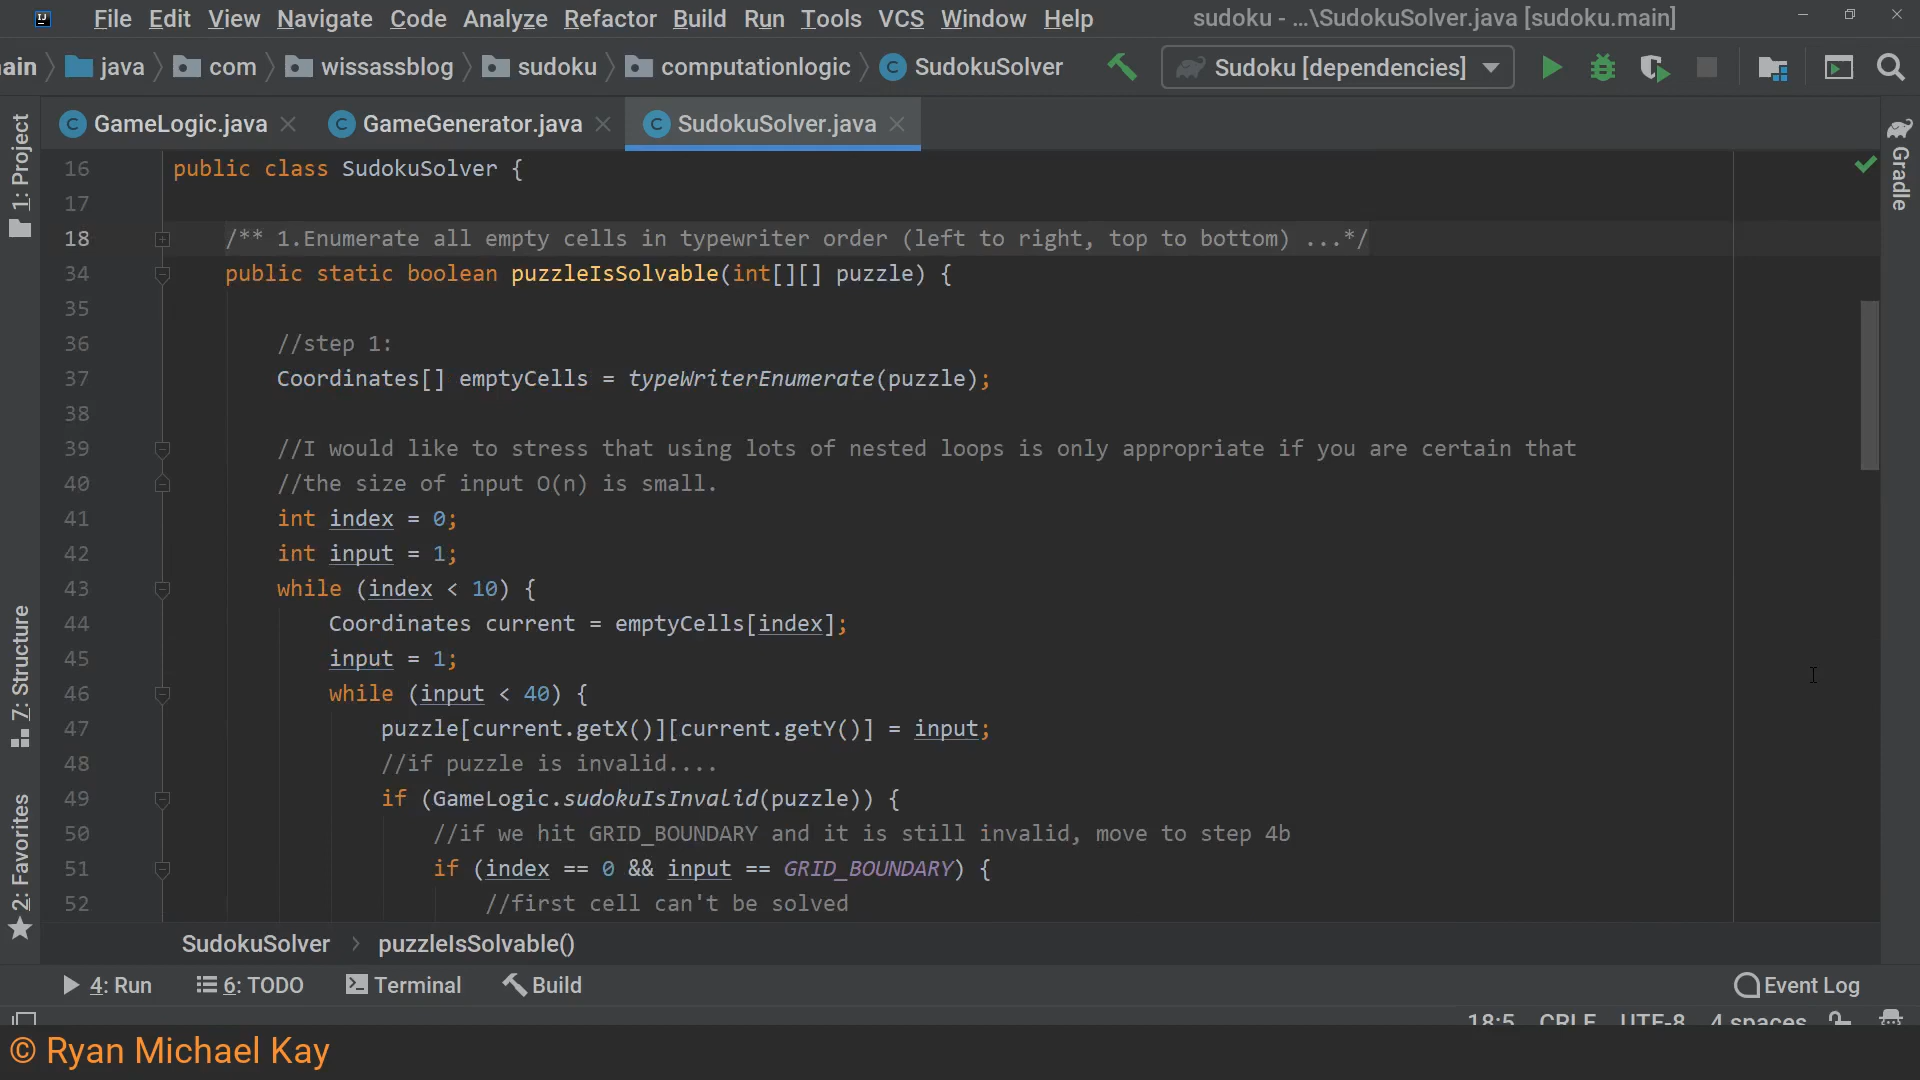 File Edit View Navigate Code Analyze Refactor Build Run Tools VCS Window Help sudoku - ...\SudokuSolver.java [sudoku.main]
ain java com wissassblog sudoku computationlogic SudokuSolver Sudoku [dependencies]
GameLogic.java GameGenerator.java SudokuSolver.java
1: Project
7: Structure
2: Favorites
Gradle
16 public class SudokuSolver {
17
18 /** 1.Enumerate all empty cells in typewriter order (left to right, top to bottom) ...*/
34 public static boolean puzzleIsSolvable(int[][] puzzle) {
35
36 //step 1:
37 Coordinates[] emptyCells = typeWriterEnumerate(puzzle);
38
39 //I would like to stress that using lots of nested loops is only appropriate if you are certain that
40 //the size of input O(n) is small.
41 int index = 0;
42 int input = 1;
43 while (index < 10) {
44 Coordinates current = emptyCells[index];
45 input = 1;
46 while (input < 40) {
47 puzzle[current.getX()][current.getY()] = input;
48 //if puzzle is invalid....
49 if (GameLogic.sudokuIsInvalid(puzzle)) {
50 //if we hit GRID_BOUNDARY and it is still invalid, move to step 4b
51 if (index == 0 && input == GRID_BOUNDARY) {
52 //first cell can't be solved
SudokuSolver puzzleIsSolvable()
4: Run 6: TODO Terminal Build Event Log
18:5 CRLF UTF-8 4 spaces
© Ryan Michael Kay